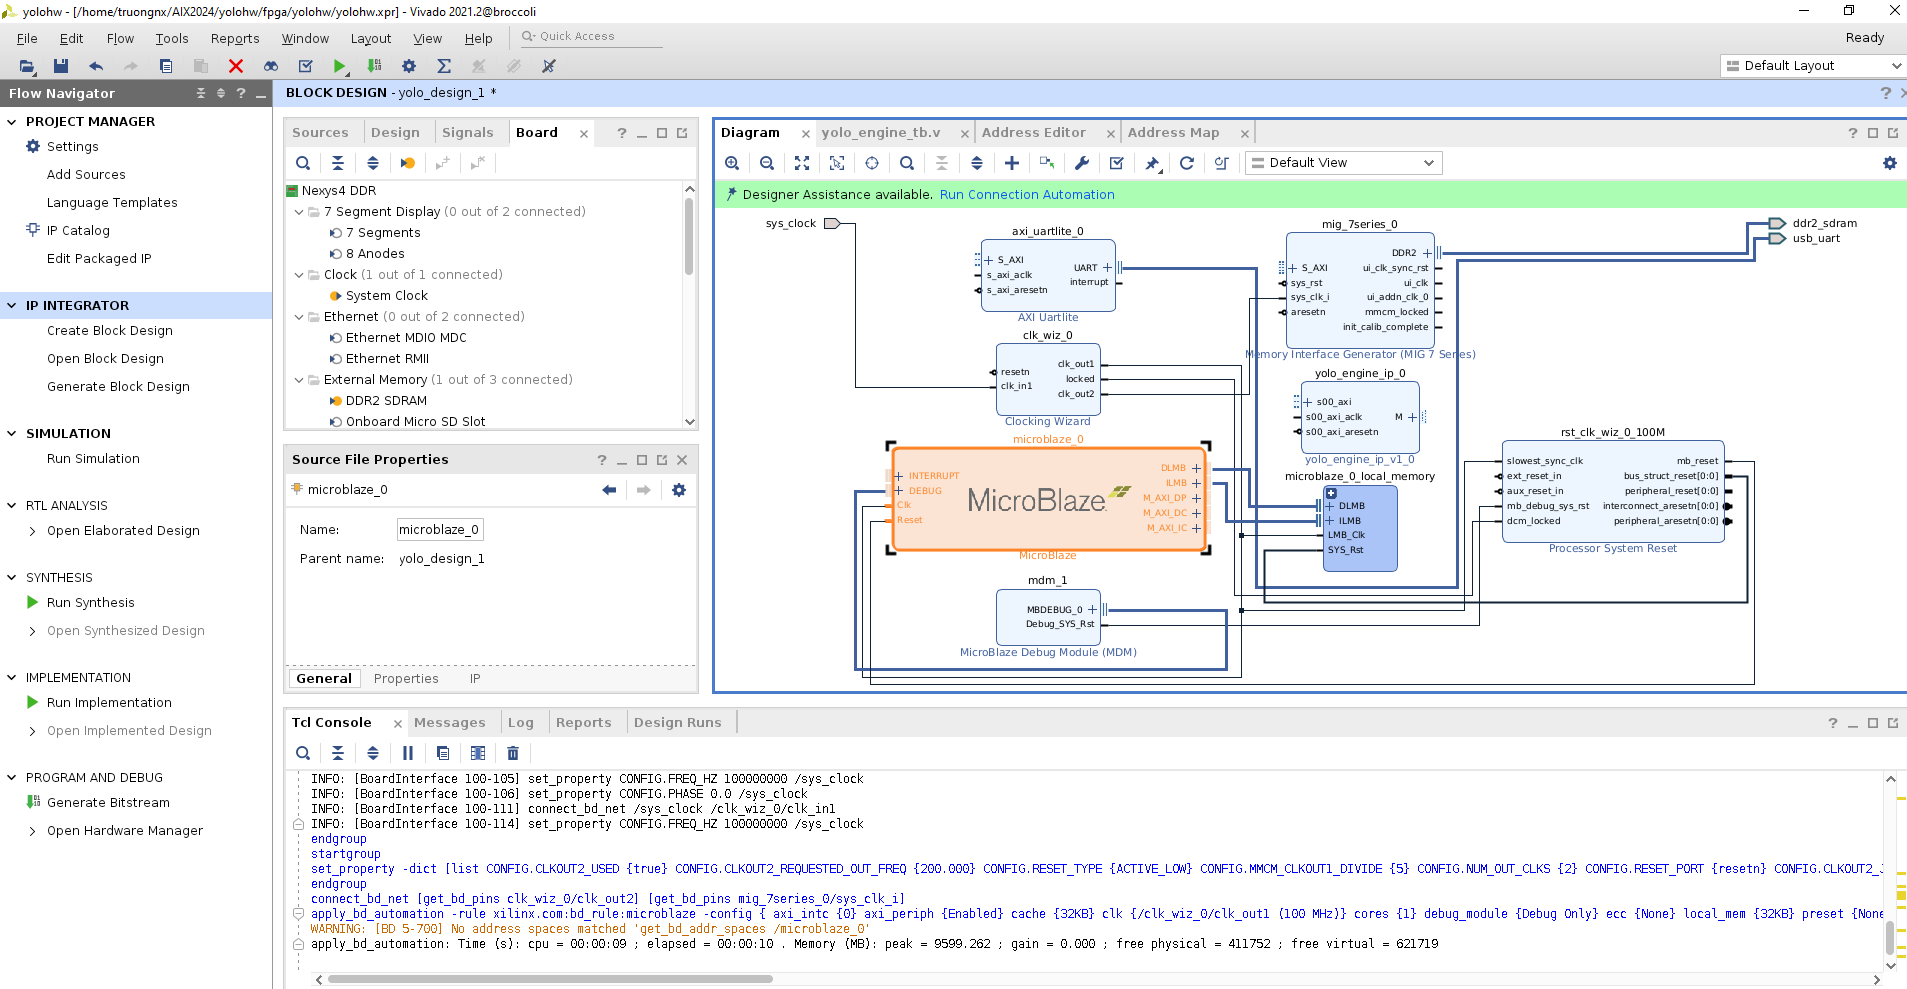 yolohw - [/home/truongnx/AIX2024/yolohw/fpga/yolohw/yolohw.xpr] - Vivado 2021.2@broccoli
File Edit Flow Tools Reports Window Layout View Help Quick Access
Ready
Default Layout
Flow Navigator
PROJECT MANAGER
Settings
Add Sources
Language Templates
IP Catalog
Edit Packaged IP
IP INTEGRATOR
Create Block Design
Open Block Design
Generate Block Design
SIMULATION
Run Simulation
RTL ANALYSIS
Open Elaborated Design
SYNTHESIS
Run Synthesis
Open Synthesized Design
IMPLEMENTATION
Run Implementation
Open Implemented Design
PROGRAM AND DEBUG
Generate Bitstream
Open Hardware Manager
BLOCK DESIGN - yolo_design_1 *
Sources Design Signals Board
Nexys4 DDR
7 Segment Display (0 out of 2 connected)
7 Segments
8 Anodes
Clock (1 out of 1 connected)
System Clock
Ethernet (0 out of 2 connected)
Ethernet MDIO MDC
Ethernet RMII
External Memory (1 out of 3 connected)
DDR2 SDRAM
Onboard Micro SD Slot
Source File Properties
microblaze_0
Name: microblaze_0
Parent name: yolo_design_1
General Properties IP
Diagram yolo_engine_tb.v Address Editor Address Map
Default View
Designer Assistance available. Run Connection Automation
sys_clock
axi_uartlite_0
S_AXI
s_axi_aclk
s_axi_aresetn
UART
interrupt
AXI Uartlite
clk_wiz_0
resetn
clk_in1
clk_out1
locked
clk_out2
Clocking Wizard
microblaze_0
INTERRUPT
DEBUG
Clk
Reset
MicroBlaze
DLMB
ILMB
M_AXI_DP
M_AXI_DC
M_AXI_IC
MicroBlaze
mdm_1
MBDEBUG_0
Debug_SYS_Rst
MicroBlaze Debug Module (MDM)
mig_7series_0
S_AXI
sys_rst
sys_clk_i
aresetn
DDR2
ui_clk_sync_rst
ui_clk
ui_addn_clk_0
mmcm_locked
init_calib_complete
Memory Interface Generator (MIG 7 Series)
yolo_engine_ip_0
s00_axi
s00_axi_aclk
s00_axi_aresetn
M
yolo_engine_ip_v1_0
microblaze_0_local_memory
DLMB
ILMB
LMB_Clk
SYS_Rst
rst_clk_wiz_0_100M
slowest_sync_clk
ext_reset_in
aux_reset_in
mb_debug_sys_rst
dcm_locked
mb_reset
bus_struct_reset[0:0]
peripheral_reset[0:0]
interconnect_aresetn[0:0]
peripheral_aresetn[0:0]
Processor System Reset
ddr2_sdram
usb_uart
Tcl Console Messages Log Reports Design Runs
INFO: [BoardInterface 100-105] set_property CONFIG.FREQ_HZ 100000000 /sys_clock
INFO: [BoardInterface 100-106] set_property CONFIG.PHASE 0.0 /sys_clock
INFO: [BoardInterface 100-111] connect_bd_net /sys_clock /clk_wiz_0/clk_in1
INFO: [BoardInterface 100-114] set_property CONFIG.FREQ_HZ 100000000 /sys_clock
endgroup
startgroup
set_property -dict [list CONFIG.CLKOUT2_USED {true} CONFIG.CLKOUT2_REQUESTED_OUT_FREQ {200.000} CONFIG.RESET_TYPE {ACTIVE_LOW} CONFIG.MMCM_CLKOUT1_DIVIDE {5} CONFIG.NUM_OUT_CLKS {2} CONFIG.RESET_PORT {resetn} CONFIG.CLKOUT2_J
endgroup
connect_bd_net [get_bd_pins clk_wiz_0/clk_out2] [get_bd_pins mig_7series_0/sys_clk_i]
apply_bd_automation -rule xilinx.com:bd_rule:microblaze -config { axi_intc {0} axi_periph {Enabled} cache {32KB} clk {/clk_wiz_0/clk_out1 (100 MHz)} cores {1} debug_module {Debug Only} ecc {None} local_mem {32KB} preset {None
WARNING: [BD 5-700] No address spaces matched 'get_bd_addr_spaces /microblaze_0'
apply_bd_automation: Time (s): cpu = 00:00:09 ; elapsed = 00:00:10 . Memory (MB): peak = 9599.262 ; gain = 0.000 ; free physical = 411752 ; free virtual = 621719